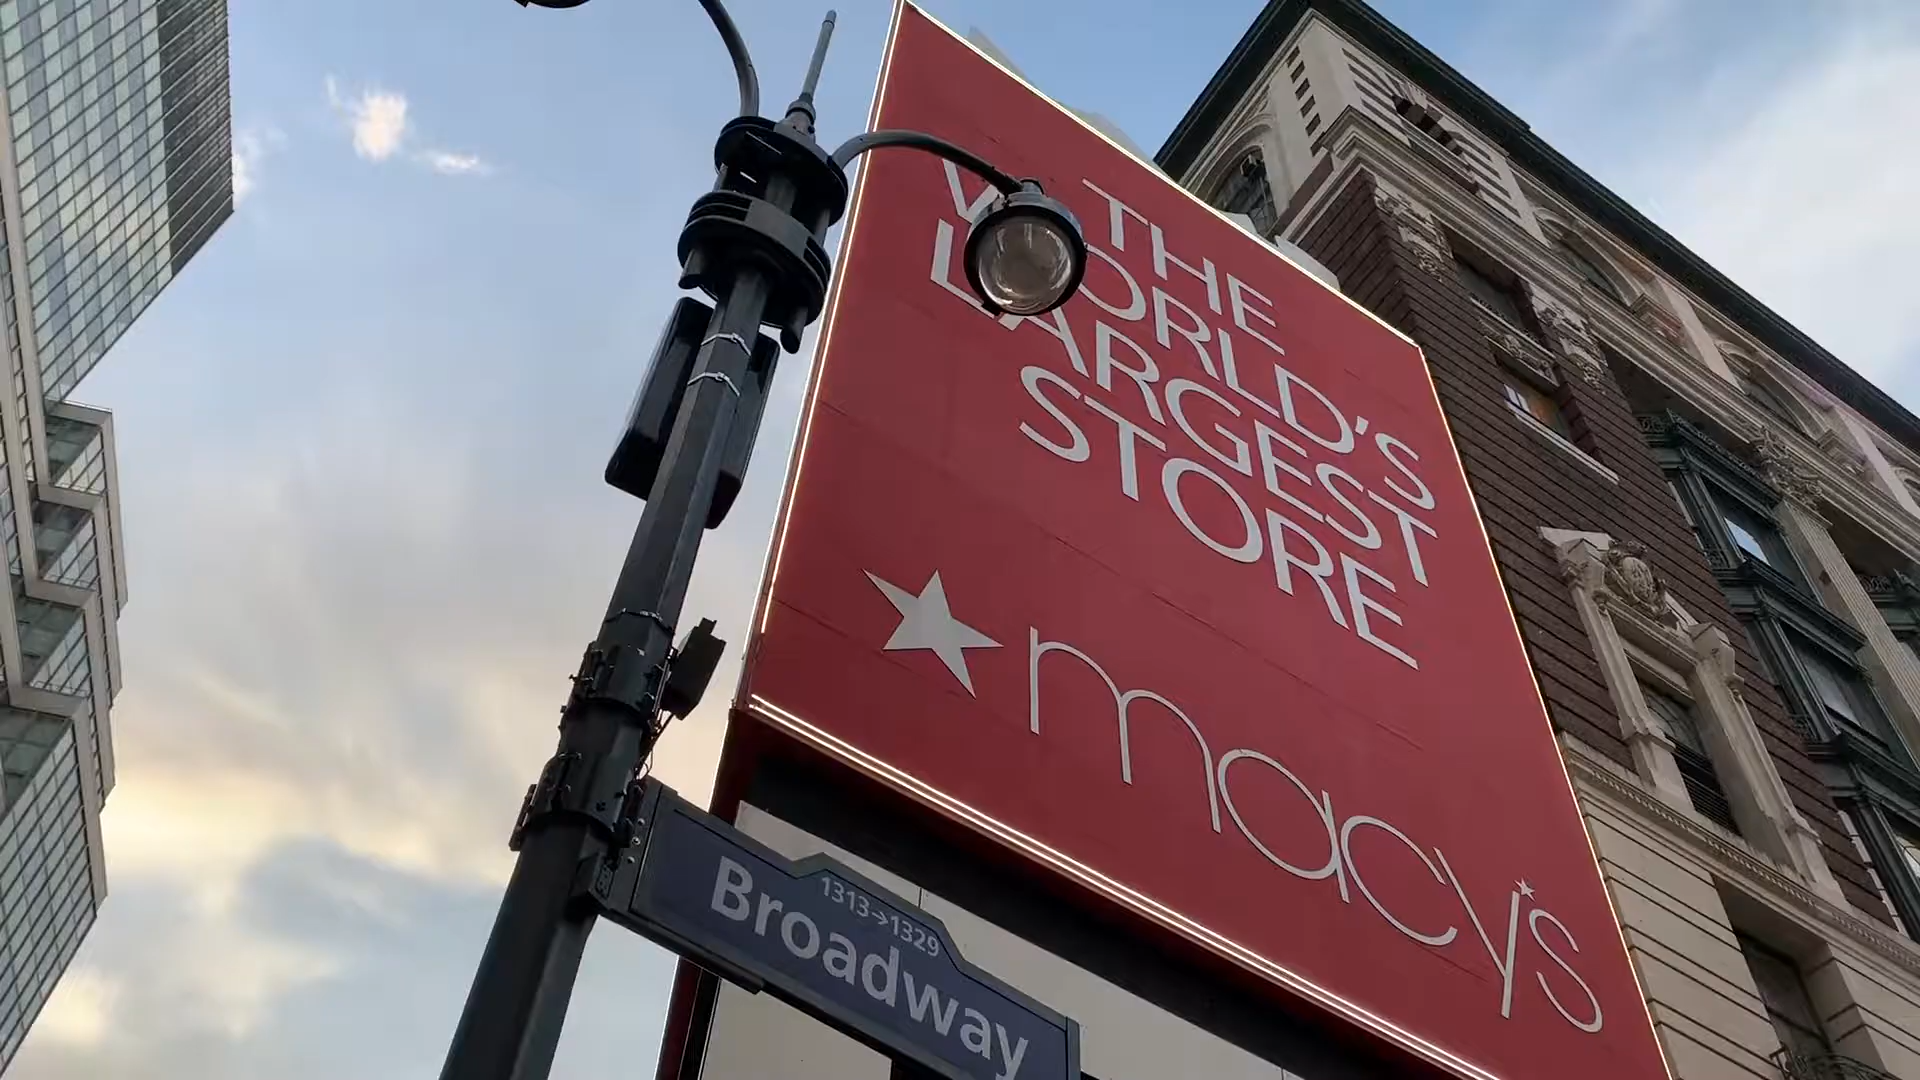 THE
WORLD'S
LARGEST
STORE
macy's
1313→1329
Broadway